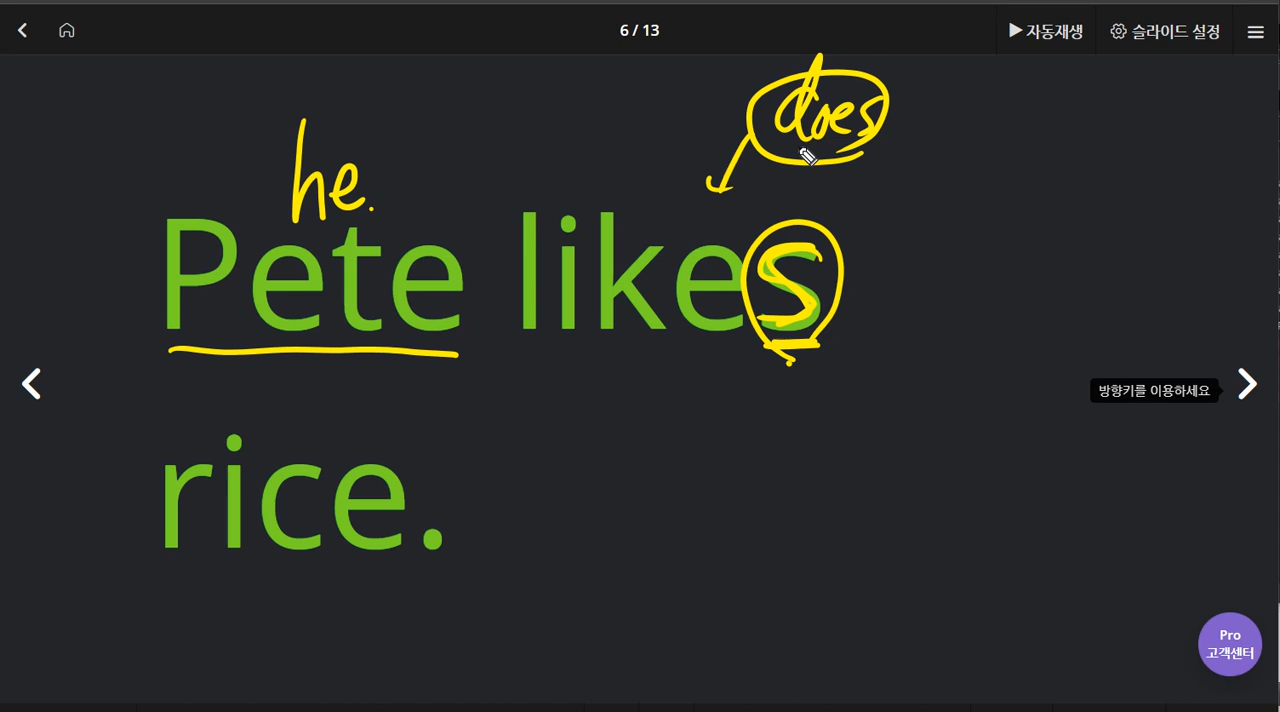 6 / 13
▶ 자동재생
슬라이드 설정
does
he.
Pete likes
방향키를 이용하세요
rice.
Pro
고객센터